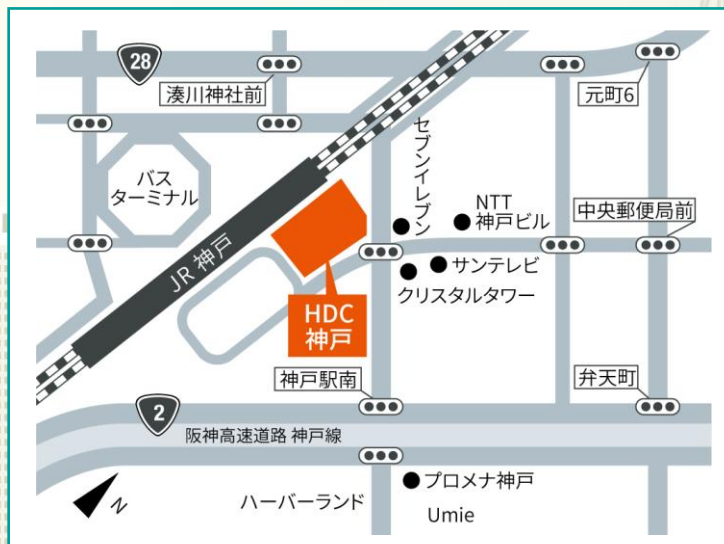 28
湊川神社前
元町6
セブンイレブン
バス
ターミナル
NTT
神戸ビル
中央郵便局前
JR 神戸
サンテレビ
クリスタルタワー
HDC
神戸
神戸駅南
弁天町
2
阪神高速道路 神戸線
プロメナ神戸
ハーバーランド
Umie
N